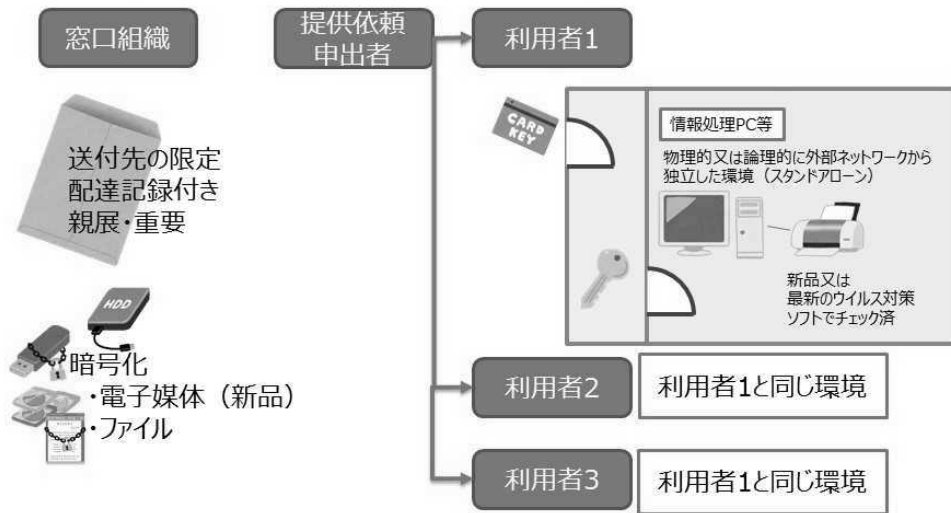 窓口組織
提供依頼
申出者
利用者1
送付先の限定
配達記録付き
親展・重要
CARD
KEY
情報処理PC等
物理的又は論理的に外部ネットワークから
独立した環境（スタンドアローン）
新品又は
最新のウイルス対策
ソフトでチェック済
HDD
暗号化
・電子媒体（新品）
・ファイル
利用者2
利用者1と同じ環境
利用者3
利用者1と同じ環境